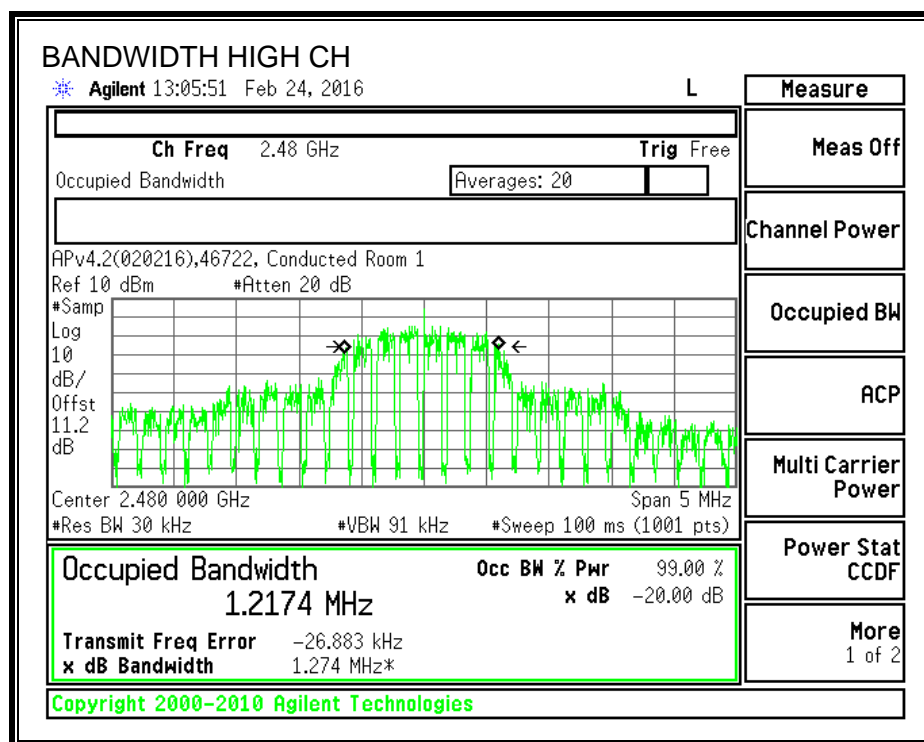 BANDWIDTH HIGH CH
Agilent 13:05:51 Feb 24, 2016 L
Measure
Ch Freq 2.48 GHz Trig Free
Meas Off
Occupied Bandwidth Averages: 20
Channel Power
APv4.2(020216),46722, Conducted Room 1
Ref 10 dBm #Atten 20 dB
#Samp
Log
10
dB/
Offst
11.2
dB
Occupied BW
ACP
Multi Carrier
Power
Center 2.480 000 GHz Span 5 MHz
#Res BW 30 kHz #VBW 91 kHz #Sweep 100 ms (1001 pts)
Power Stat
CCDF
Occupied Bandwidth Occ BW % Pwr 99.00 %
1.2174 MHz x dB -20.00 dB
Transmit Freq Error -26.883 kHz
x dB Bandwidth 1.274 MHz*
More
1 of 2
Copyright 2000-2010 Agilent Technologies